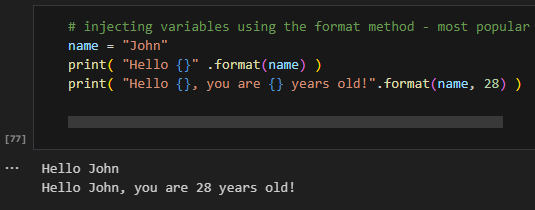 # injecting variables using the format method - most popular
name = "John"
print( "Hello {}" .format(name) )
print( "Hello {}, you are {} years old!".format(name, 28) )
[77]
... Hello John
Hello John, you are 28 years old!